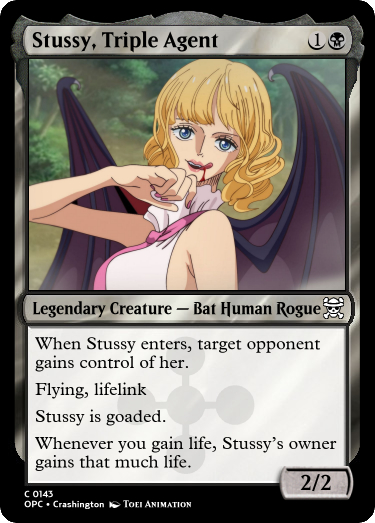 Stussy, Triple Agent 1
Legendary Creature — Bat Human Rogue
When Stussy enters, target opponent
gains control of her.
Flying, lifelink
Stussy is goaded.
Whenever you gain life, Stussy's owner
gains that much life.
2/2
C 0143
OPC • Crashington TOEI ANIMATION